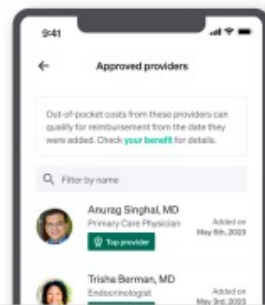 9:41
Approved providers
Out-of-pocket costs from these providers can
qualify for reimbursement from the date they
were added. Check your benefit for details.
Filter by name
Anurag Singhal, MD
Primary Care Physician
Added on
May 5th, 2023
Top provider
Trisha Berman, MD
Endocrinologist
Added on
May 3rd, 2023